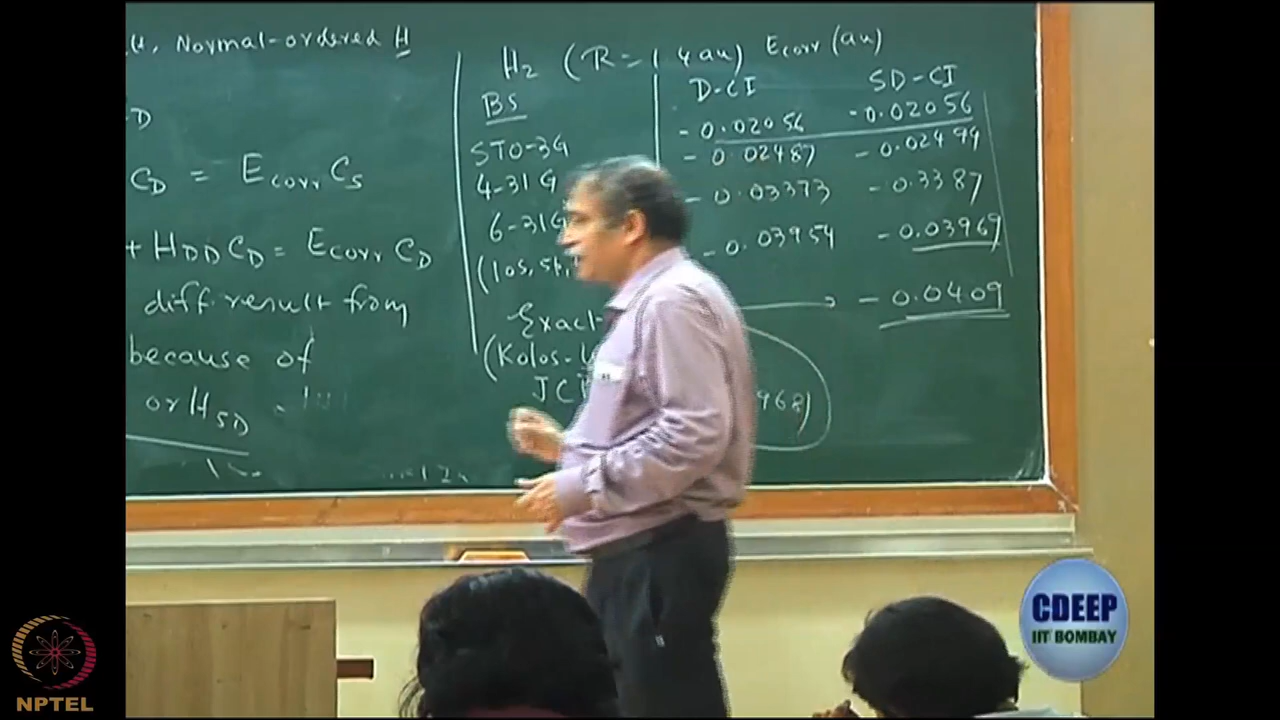 Normal-ordered H
D
CD = Ecorr CS
+ HDD CD = Ecorr CD
diff result from
because of
or HSD
H2 (R = 1.4 au) Ecorr (au)
BS D-CI SD-CI
STO-3G - 0.02056 - 0.02056
4-31G - 0.02487 - 0.02494
6-31G - 0.03373 - 0.3387
(10s, 5p, - 0.03954 - 0.03969
Exact → - 0.0409
(Kolos-
JC
968)
CDEEP
IIT BOMBAY
NPTEL